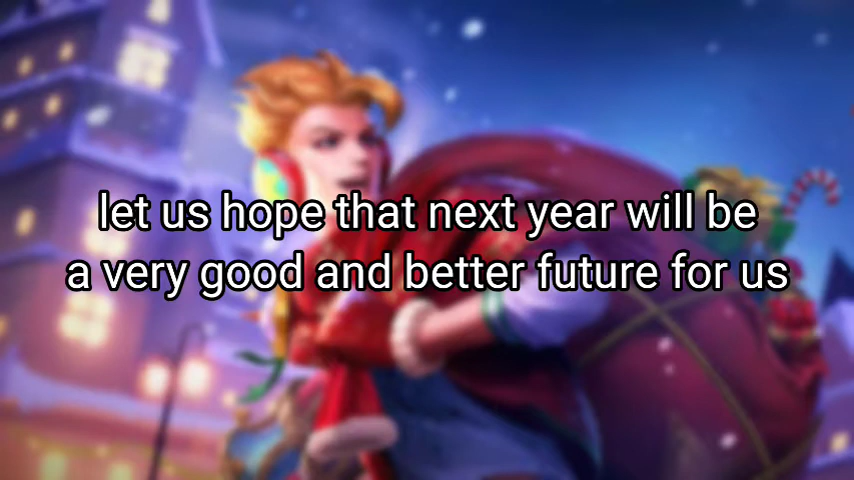 let us hope that next year will be
a very good and better future for us